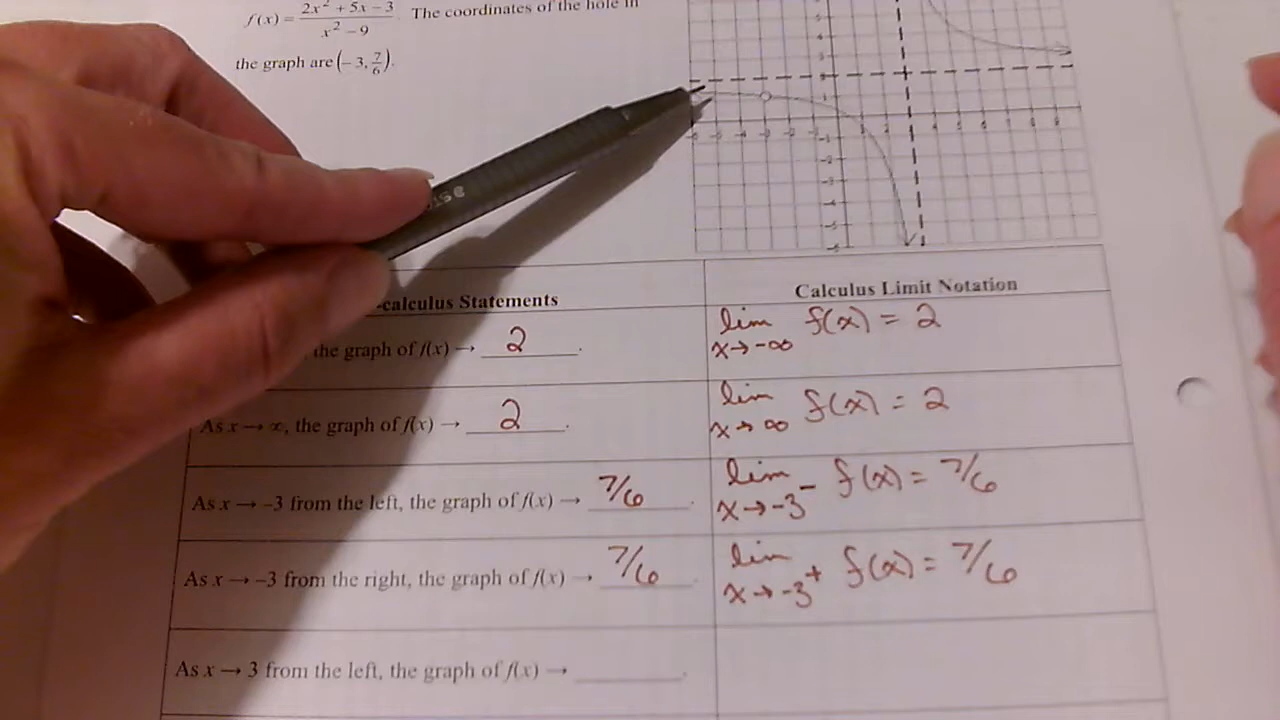 f(x) = 2x² + 5x − 3 / x² − 9 . The coordinates of the hole in
the graph are (−3, 7/6).
-calculus Statements
Calculus Limit Notation
the graph of f(x) → 2 .
lim x→-∞ f(x) = 2
As x → ∞, the graph of f(x) → 2 .
lim x→∞ f(x) = 2
As x → −3 from the left, the graph of f(x) → 7/6 .
lim x→-3⁻ f(x) = 7/6
As x → −3 from the right, the graph of f(x) → 7/6 .
lim x→-3⁺ f(x) = 7/6
As x → 3 from the left, the graph of f(x) → ________.